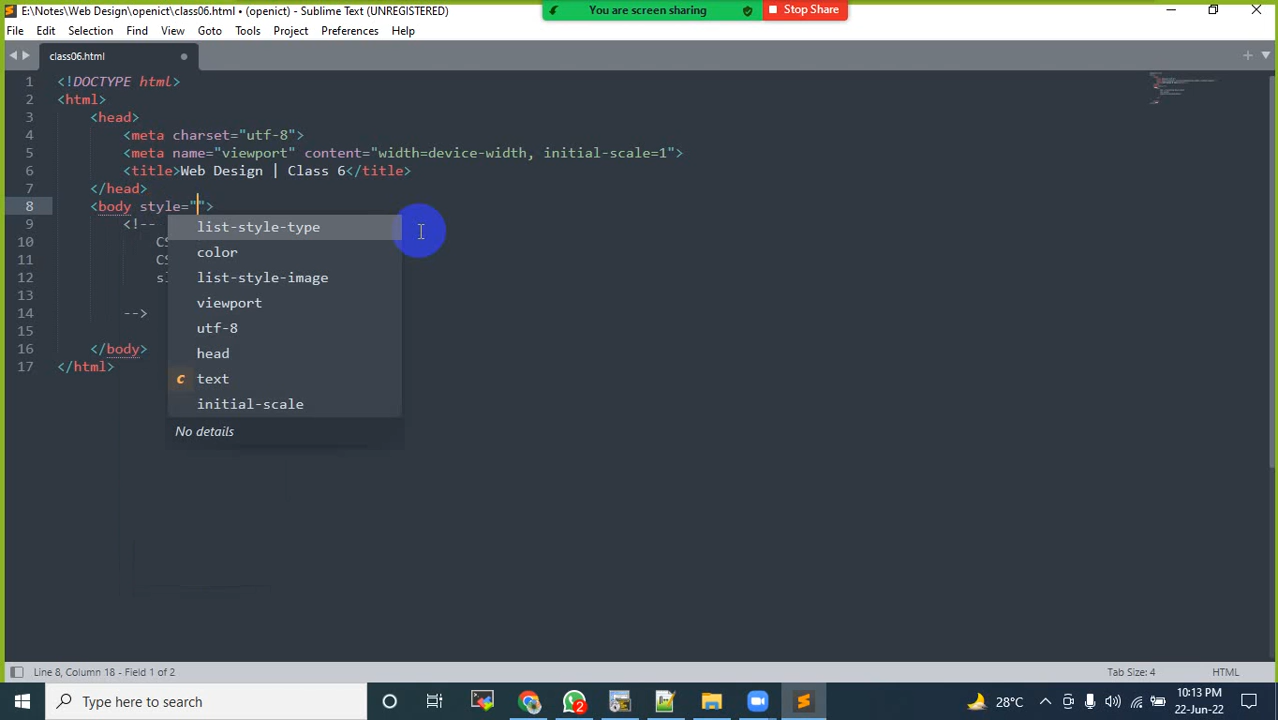 E:\Notes\Web Design\openict\class06.html • (openict) - Sublime Text (UNREGISTERED)
You are screen sharing
Stop Share
File Edit Selection Find View Goto Tools Project Preferences Help
class06.html
1 <!DOCTYPE html>
2 <html>
3 <head>
4 <meta charset="utf-8">
5 <meta name="viewport" content="width=device-width, initial-scale=1">
6 <title>Web Design | Class 6</title>
7 </head>
8 <body style="">
9 <!--
list-style-type
10 CS
color
11 CS
list-style-image
12 sl
13
viewport
14 -->
utf-8
15
16 </body>
head
17 </html>
text
initial-scale
No details
Line 8, Column 18 - Field 1 of 2
Tab Size: 4 HTML
Type here to search
2
28°C
10:13 PM
22-Jun-22